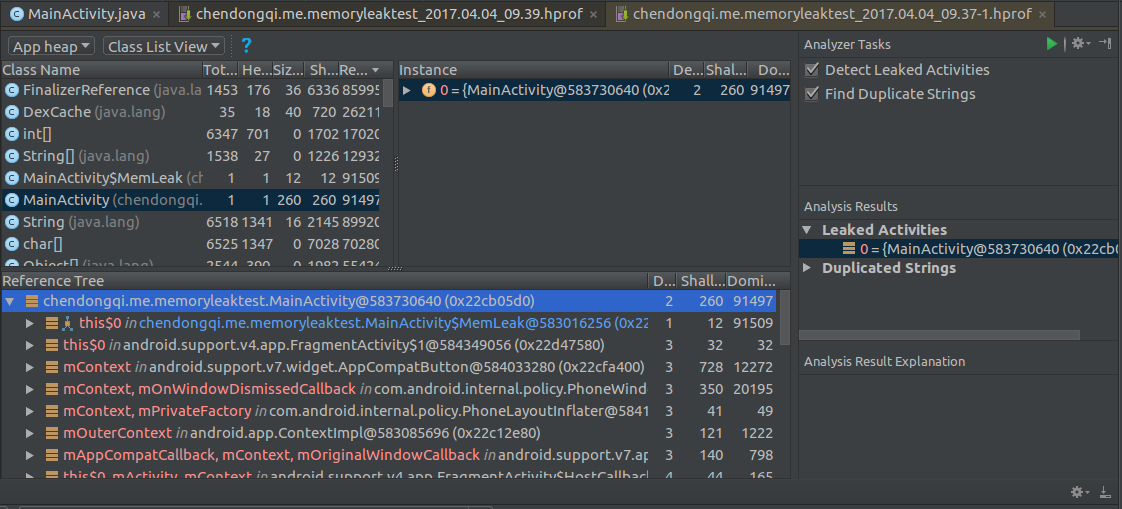 MainActivity.java × chendongqi.me.memoryleaktest_2017.04.04_09.39.hprof × chendongqi.me.memoryleaktest_2017.04.04_09.37-1.hprof ×
App heap Class List View ?
Class Name Tot... He... Siz... Sh... Re...
FinalizerReference (java.la 1453 176 36 6336 85995
DexCache (java.lang) 35 18 40 720 26211
int[] 6347 701 0 1702 17020
String[] (java.lang) 1538 27 0 1226 12932
MainActivity$MemLeak (ch 1 1 12 12 91509
MainActivity (chendongqi. 1 1 260 260 91497
String (java.lang) 6518 1341 16 2145 89920
char[] 6525 1347 0 7028 70280
Object[] (java.lang) 2544 390 0 1982 55424
Instance De... Shal... Do...
0 = {MainActivity@583730640 (0x2 2 260 91497
Analyzer Tasks
Detect Leaked Activities
Find Duplicate Strings
Analysis Results
Leaked Activities
0 = {MainActivity@583730640 (0x22cb0
Duplicated Strings
Analysis Result Explanation
Reference Tree D... Shall... Domi...
chendongqi.me.memoryleaktest.MainActivity@583730640 (0x22cb05d0) 2 260 91497
this$0 in chendongqi.me.memoryleaktest.MainActivity$MemLeak@583016256 (0x22 1 12 91509
this$0 in android.support.v4.app.FragmentActivity$1@584349056 (0x22d47580) 3 32 32
mContext in android.support.v7.widget.AppCompatButton@584033280 (0x22cfa400) 3 728 12272
mContext, mOnWindowDismissedCallback in com.android.internal.policy.PhoneWind 3 350 20195
mContext, mPrivateFactory in com.android.internal.policy.PhoneLayoutInflater@5841 3 41 49
mOuterContext in android.app.ContextImpl@583085696 (0x22c12e80) 3 121 1222
mAppCompatCallback, mContext, mOriginalWindowCallback in android.support.v7.ap 3 140 798
this$0, mActivity, mContext in android.support.v4.app.FragmentActivity$HostCallbac 4 44 165